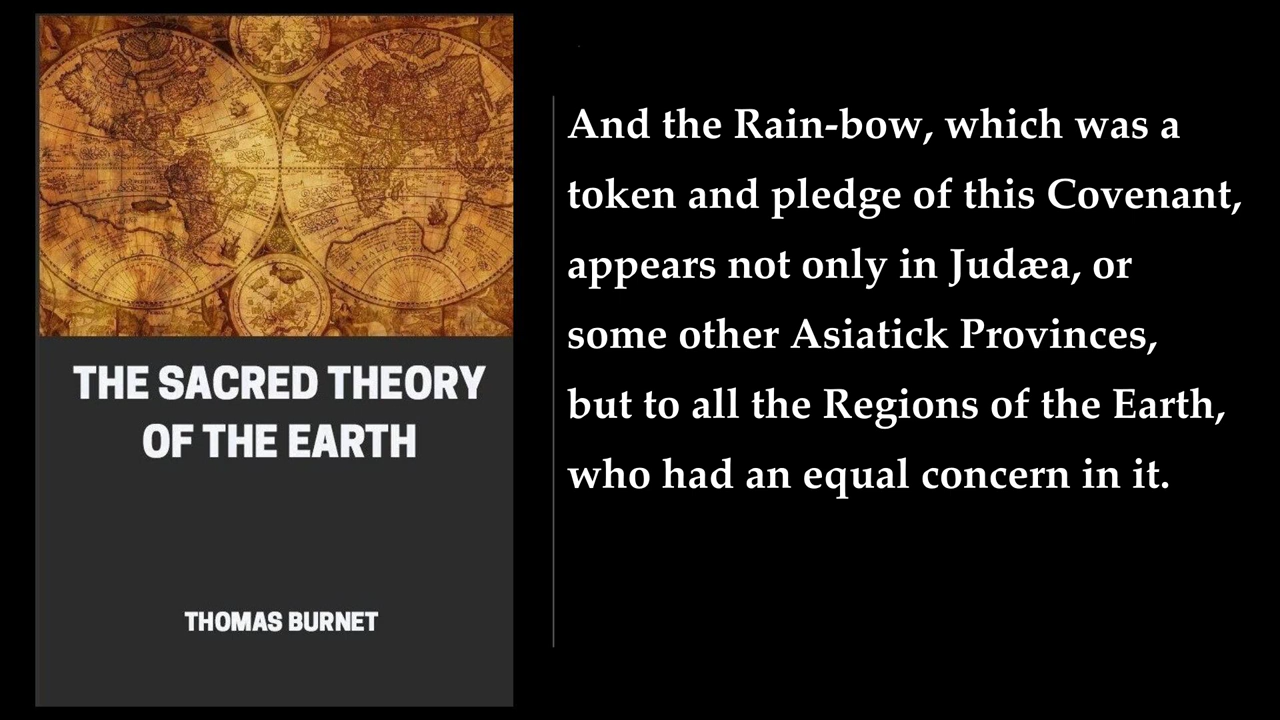 THE SACRED THEORY
OF THE EARTH
THOMAS BURNET
And the Rain-bow, which was a
token and pledge of this Covenant,
appears not only in Judæa, or
some other Asiatick Provinces,
but to all the Regions of the Earth,
who had an equal concern in it.